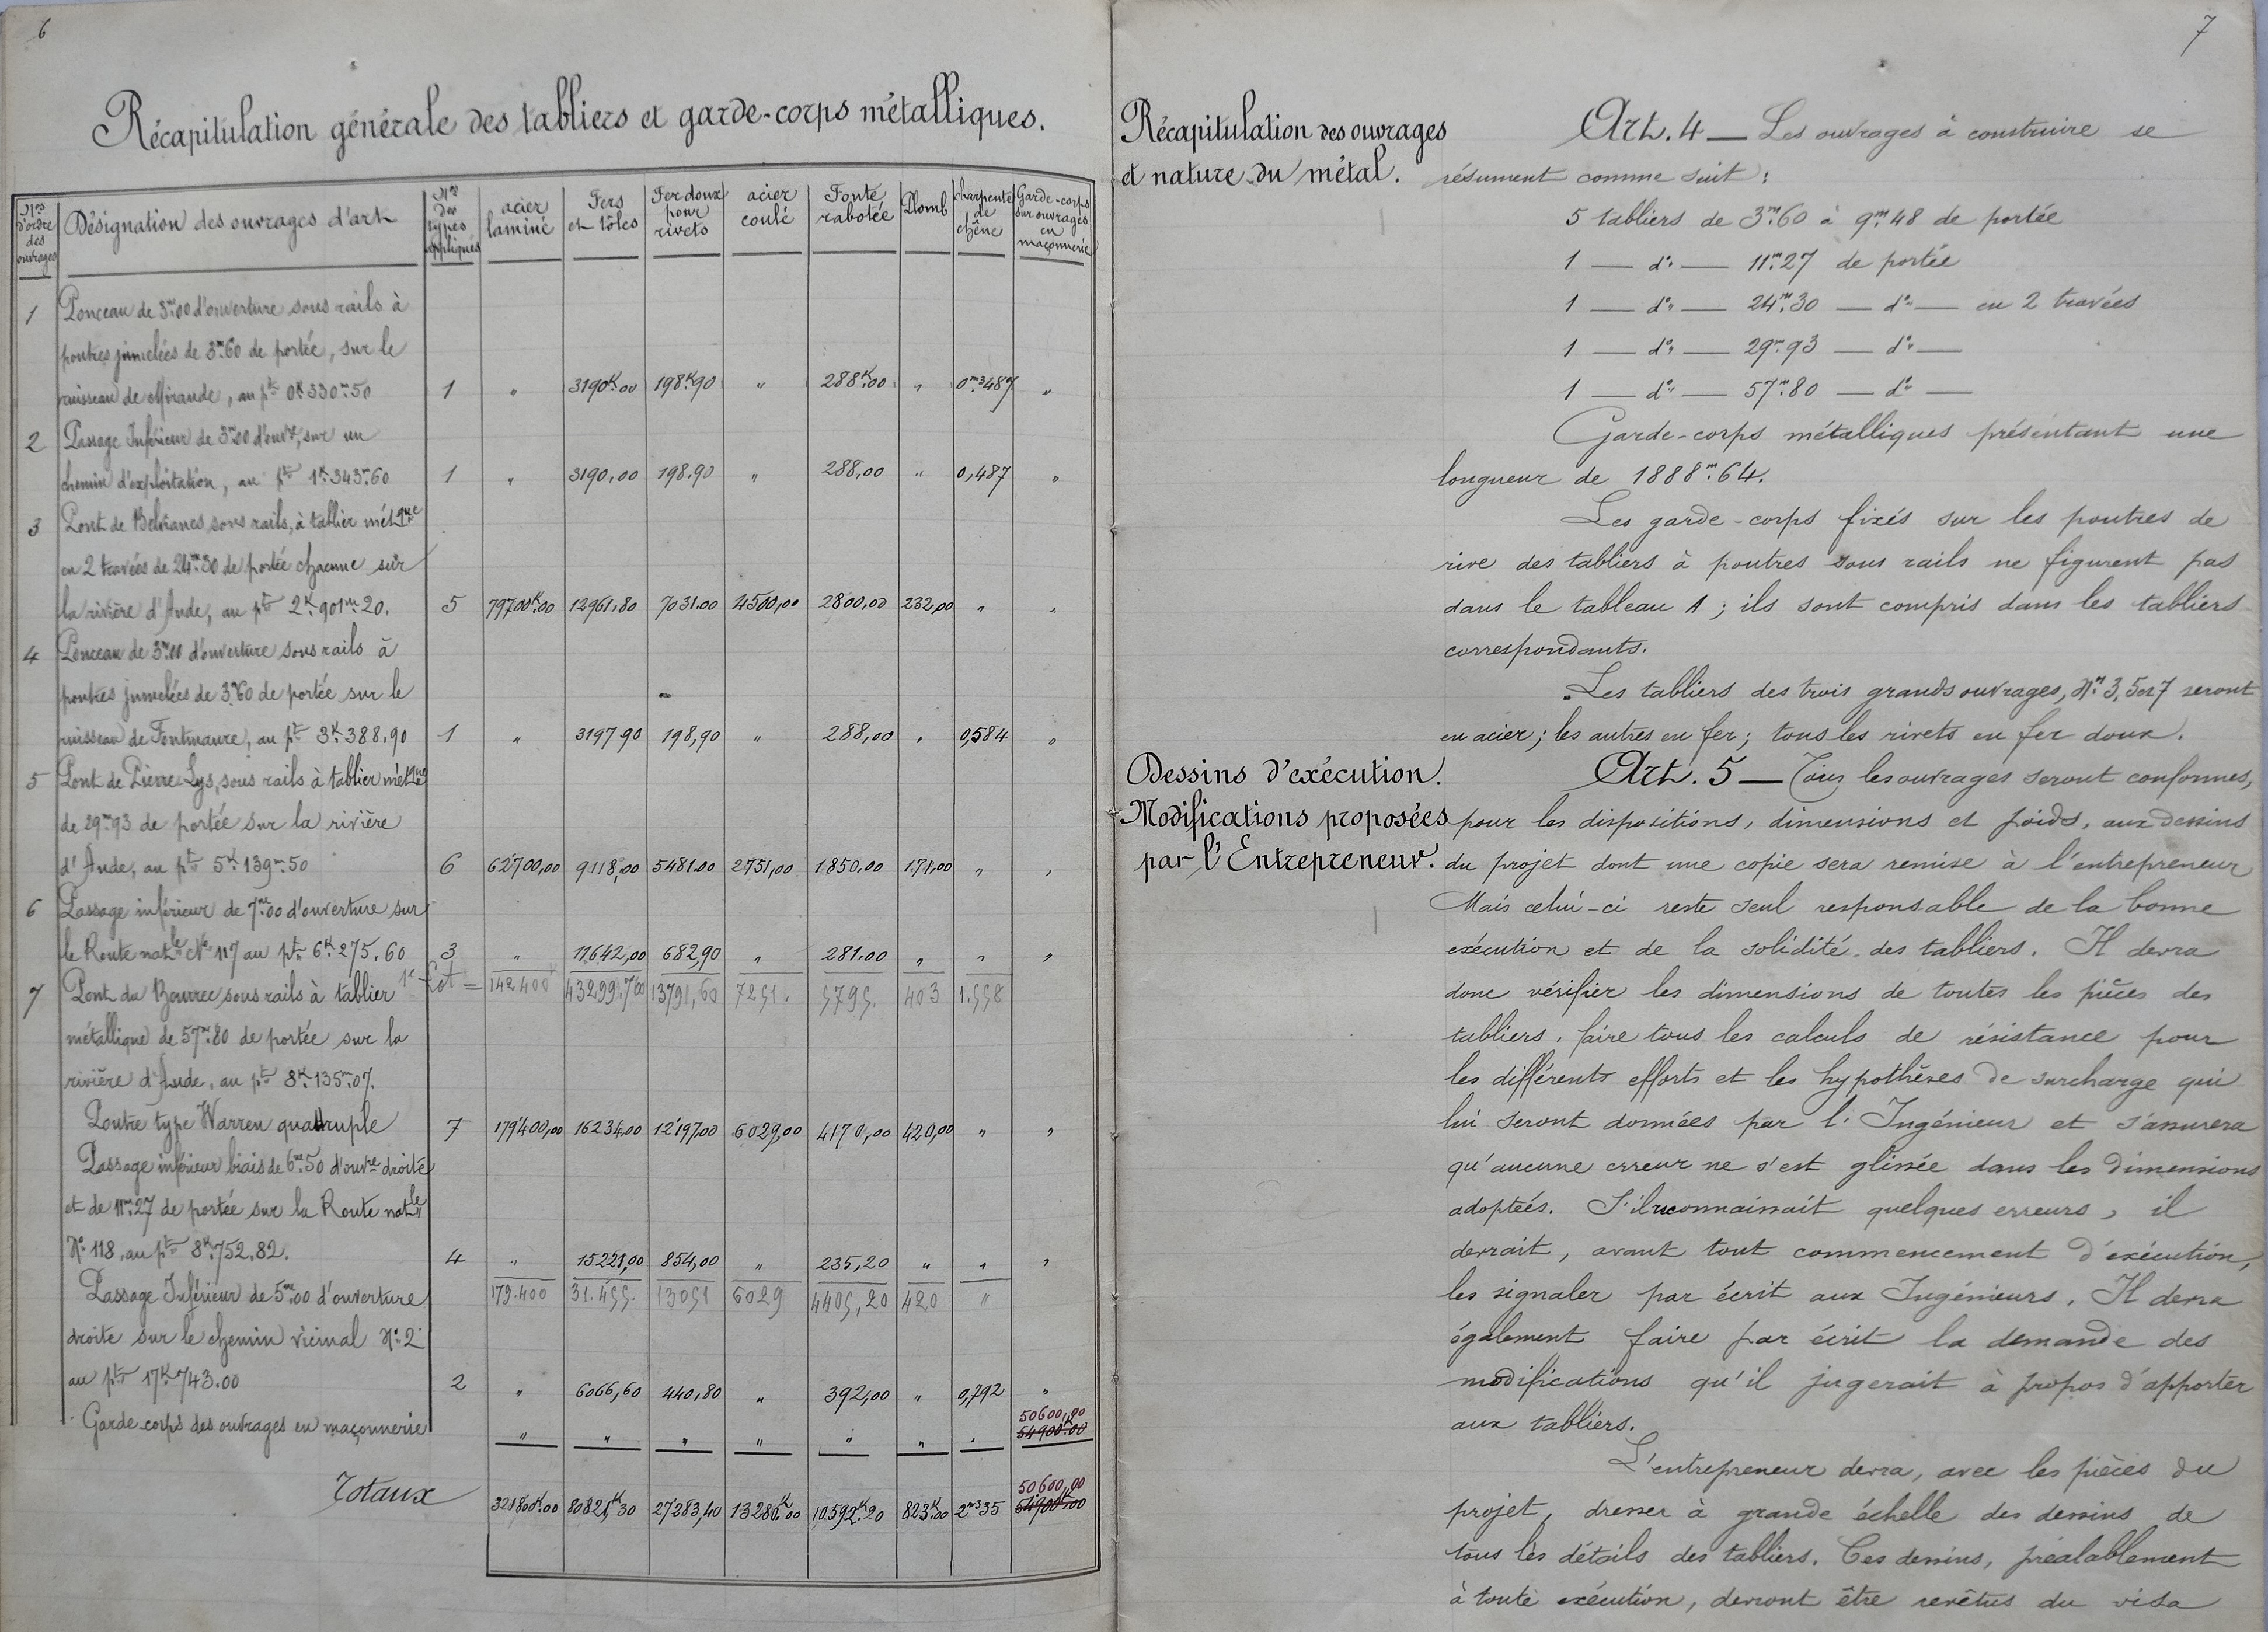 6
Récapitulation générale des tabliers et garde-corps métalliques.
Nos d'ordre des ouvrages | Désignation des ouvrages d'art | Nos des types appliqués | acier laminé | Fers et tôles | Fer doux pour rivets | acier coulé | Fonte rabotée | Plomb | charpente de chêne | Garde-corps sur ouvrages en maçonnerie
1 Ponceau de 3m,00 d'ouverture sous rails à
poutres jumelées de 3m,60 de portée, sur le
ruisseau de Mirande, au pt 0K330m,50 1 " 3190K,00 198K,90 " 288K,00 " 0m3487 "
2 Passage Inférieur de 3m00 d'ouvre, sur un
chemin d'exploitation, au pt 1K.343m.60 1 " 3190,00 198.90 " 288,00 " 0,487 "
3 Pont de Belvianes sous rails, à tablier métque
en 2 travées de 24m.30 de portée chacune sur
la rivière d'Aude, au pt 2K.901m.20. 5 79700K00 12961,80 7031.00 4500,00 2800,00 232,00 " "
4 Ponceau de 3m.00 d'ouverture sous rails à
poutres jumelées de 3m60 de portée sur le
ruisseau de Fontmaure, au pt 3K.388.90 1 " 3197 90 198,90 " 288,00 " 0,584 "
5 Pont de Pierre-Lys, sous rails à tablier métque
de 29m93 de portée sur la rivière
d'Aude, au pt 5K.139m.50 6 62700,00 9118,00 5481.00 2751,00 1850.00 171,00 " "
6 Passage inférieur de 7m.00 d'ouverture sur
le Route natle No 117 au pt 6K.275.60 3 " 11642,00 682,90 " 281.00 " " "
1er Lot = 142400 43299.700 13791,60 7251. 5795. 403 1.558
7 Pont du Bourrec sous rails à tablier
métallique de 57m.80 de portée sur la
rivière d'Aude, au pt 8K.135m.07.
Poutre type Warren quadruple 7 179400,00 16234,00 12197,00 6029,00 4170,00 420,00 " "
Passage inférieur biais de 6m.50 d'ouvre droite
et de 11m.27 de portée sur la Route natle
No 118, au pt 8K.752,82. 4 " 15221,00 854,00 " 235,20 " " "
179.400 31.455. 13051 6029 4405,20 420 "
Passage Inférieur de 5m.00 d'ouverture
droite sur le chemin vicinal No 2
au pt 17K.743.00 2 " 6066,60 440,80 " 392,00 " 0,792 "
50600,00
Garde-corps des ouvrages en maçonnerie " " " " " " " 54900K.00
50600,00
Totaux 321800K.00 80821K30 27283,40 13280K.00 10592K.20 823K.00 2m335 54900K.00
7
Récapitulation des ouvrages
et nature du métal.
Art. 4 — Les ouvrages à construire se
résument comme suit :
5 tabliers de 3m.60 à 9m.48 de portée
1 — do — 11m.27 de portée
1 — do — 24m.30 — do — en 2 travées
1 — do — 29m.93 — do —
1 — do — 57m.80 — do —
Garde-corps métalliques présentant une
longueur de 1888m.64.
Les garde-corps fixés sur les poutres de
rive des tabliers à poutres sous rails ne figurent pas
dans le tableau A ; ils sont compris dans les tabliers
correspondants.
Les tabliers des trois grands ouvrages, Nos 3, 5 et 7 seront
en acier ; les autres en fer ; tous les rivets en fer doux.
Dessins d'exécution.
Modifications proposées
par l'Entrepreneur.
Art. 5 — Tous les ouvrages seront conformes,
pour les dispositions, dimensions et poids, aux dessins
du projet dont une copie sera remise à l'entrepreneur
Mais celui-ci reste seul responsable de la bonne
exécution et de la solidité des tabliers. Il devra
donc vérifier les dimensions de toutes les pièces des
tabliers, faire tous les calculs de résistance pour
les différents efforts et les hypothèses de surcharge qui
lui seront données par l'Ingénieur et s'assurera
qu'aucune erreur ne s'est glissée dans les dimensions
adoptées. S'il reconnaissait quelques erreurs, il
devrait, avant tout commencement d'exécution,
les signaler par écrit aux Ingénieurs. Il devra
également faire par écrit la demande des
modifications qu'il jugerait à propos d'apporter
aux tabliers.
L'entrepreneur devra, avec les pièces du
projet, dresser à grande échelle des dessins de
tous les détails des tabliers. Ces dessins, préalablement
à toute exécution, devront être revêtus du visa